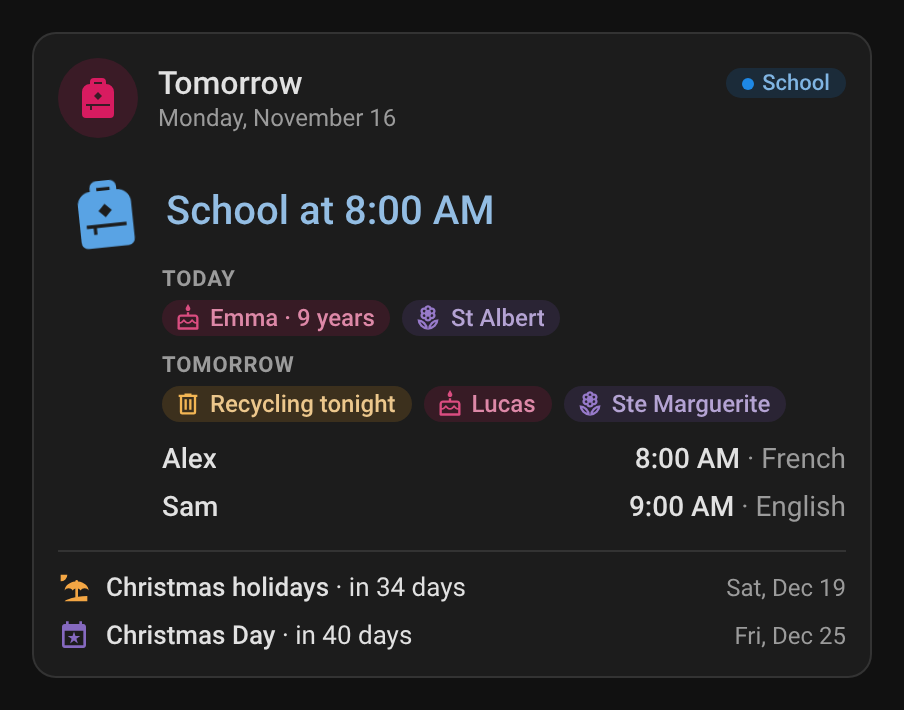 Tomorrow
School
Monday, November 16
School at 8:00 AM
TODAY
Emma · 9 years
St Albert
TOMORROW
Recycling tonight
Lucas
Ste Marguerite
Alex
8:00 AM · French
Sam
9:00 AM · English
Christmas holidays · in 34 days
Sat, Dec 19
Christmas Day · in 40 days
Fri, Dec 25